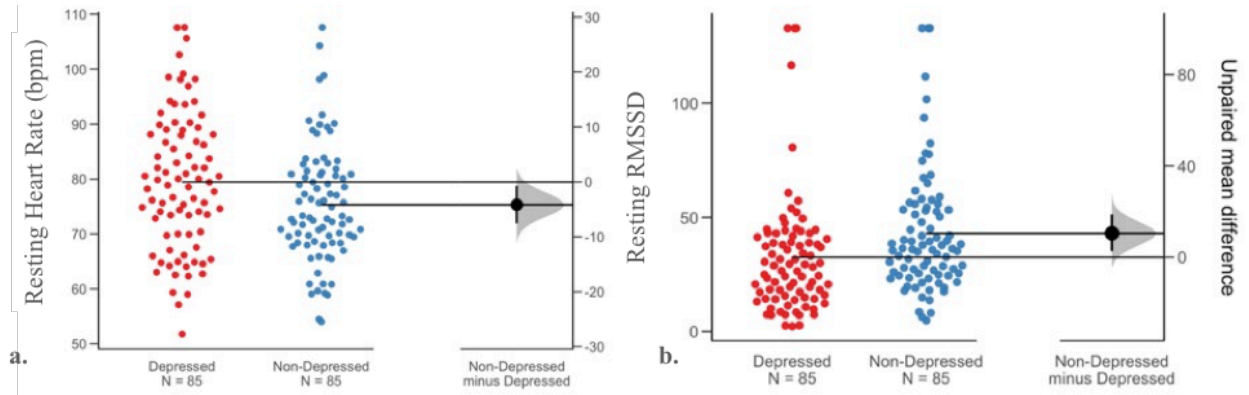 110
100
90
80
70
60
50
Resting Heart Rate (bpm)
30
20
10
0
-10
-20
-30
Depressed
N = 85
Non-Depressed
N = 85
Non-Depressed
minus Depressed
a.
100
50
0
Resting RMSSD
80
40
0
Unpaired mean difference
Depressed
N = 85
Non-Depressed
N = 85
Non-Depressed
minus Depressed
b.